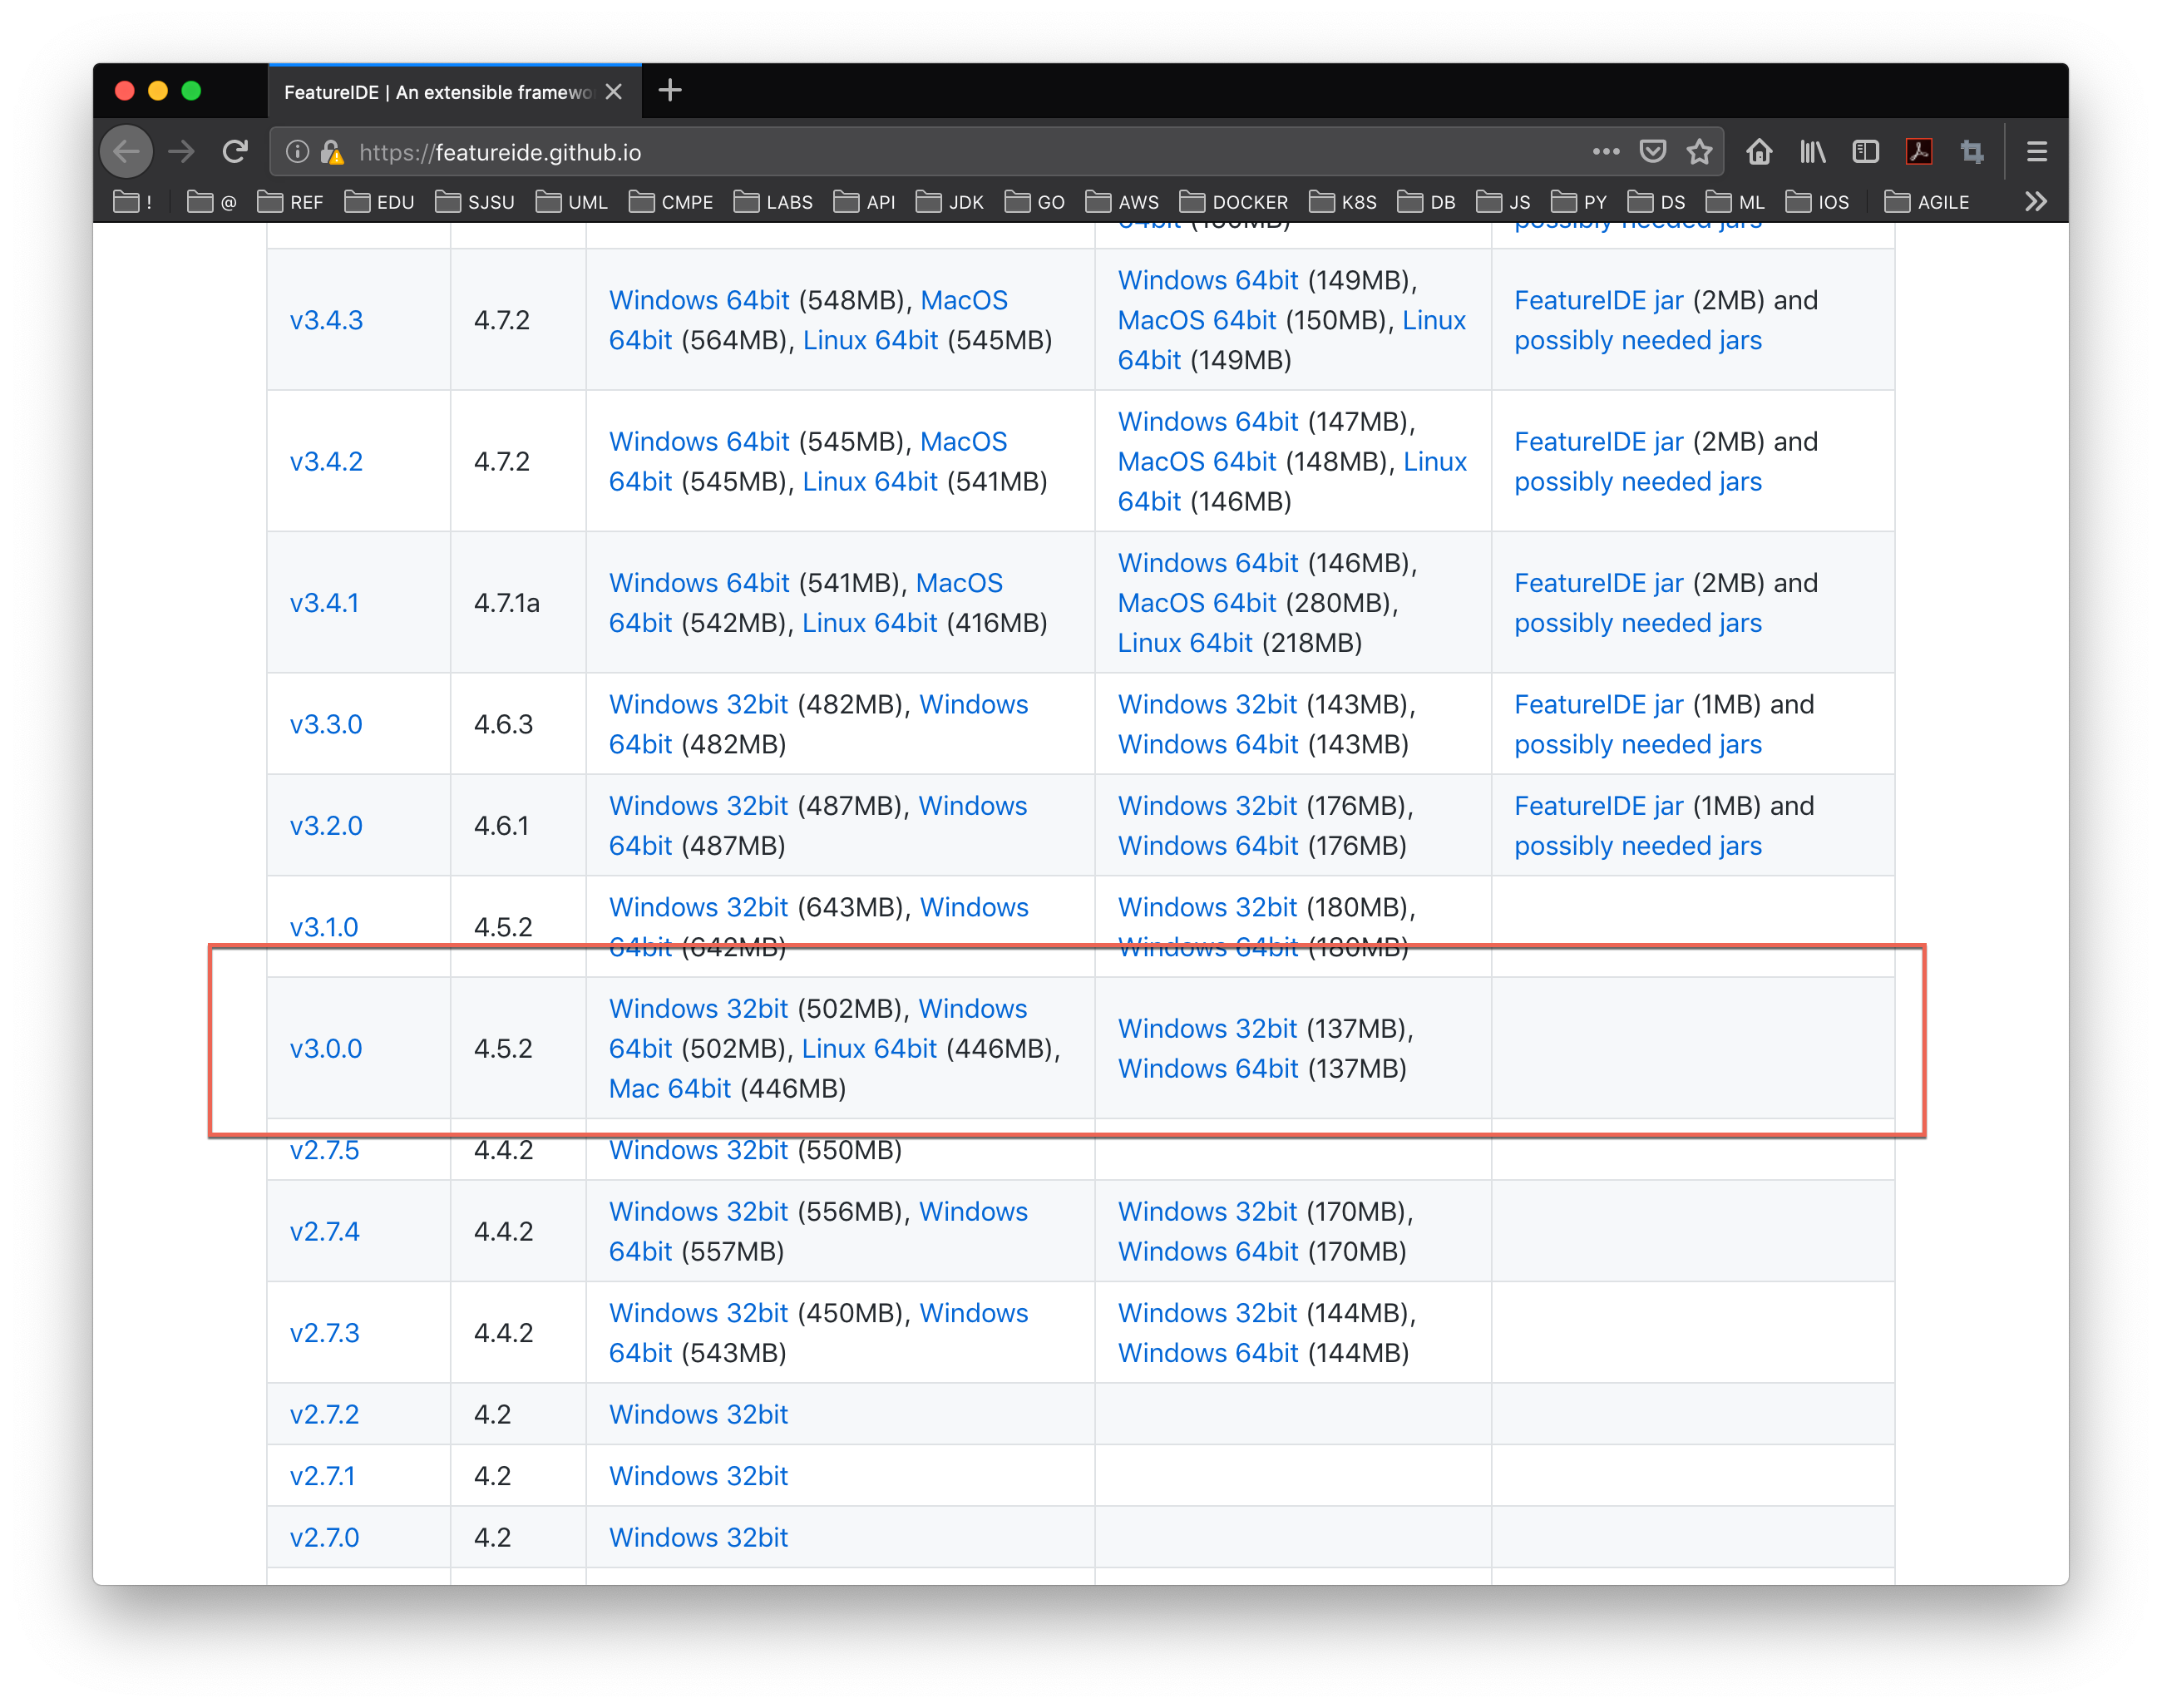 FeatureIDE | An extensible framewo
https://featureide.github.io
! @ REF EDU SJSU UML CMPE LABS API JDK GO AWS DOCKER K8S DB JS PY DS ML IOS AGILE
64bit (150MB) possibly needed jars
v3.4.3 4.7.2 Windows 64bit (548MB), MacOS
64bit (564MB), Linux 64bit (545MB)
Windows 64bit (149MB),
MacOS 64bit (150MB), Linux
64bit (149MB)
FeatureIDE jar (2MB) and
possibly needed jars
v3.4.2 4.7.2 Windows 64bit (545MB), MacOS
64bit (545MB), Linux 64bit (541MB)
Windows 64bit (147MB),
MacOS 64bit (148MB), Linux
64bit (146MB)
FeatureIDE jar (2MB) and
possibly needed jars
v3.4.1 4.7.1a Windows 64bit (541MB), MacOS
64bit (542MB), Linux 64bit (416MB)
Windows 64bit (146MB),
MacOS 64bit (280MB),
Linux 64bit (218MB)
FeatureIDE jar (2MB) and
possibly needed jars
v3.3.0 4.6.3 Windows 32bit (482MB), Windows
64bit (482MB)
Windows 32bit (143MB),
Windows 64bit (143MB)
FeatureIDE jar (1MB) and
possibly needed jars
v3.2.0 4.6.1 Windows 32bit (487MB), Windows
64bit (487MB)
Windows 32bit (176MB),
Windows 64bit (176MB)
FeatureIDE jar (1MB) and
possibly needed jars
v3.1.0 4.5.2 Windows 32bit (643MB), Windows
64bit (642MB)
Windows 32bit (180MB),
Windows 64bit (180MB)
v3.0.0 4.5.2 Windows 32bit (502MB), Windows
64bit (502MB), Linux 64bit (446MB),
Mac 64bit (446MB)
Windows 32bit (137MB),
Windows 64bit (137MB)
v2.7.5 4.4.2 Windows 32bit (550MB)
v2.7.4 4.4.2 Windows 32bit (556MB), Windows
64bit (557MB)
Windows 32bit (170MB),
Windows 64bit (170MB)
v2.7.3 4.4.2 Windows 32bit (450MB), Windows
64bit (543MB)
Windows 32bit (144MB),
Windows 64bit (144MB)
v2.7.2 4.2 Windows 32bit
v2.7.1 4.2 Windows 32bit
v2.7.0 4.2 Windows 32bit